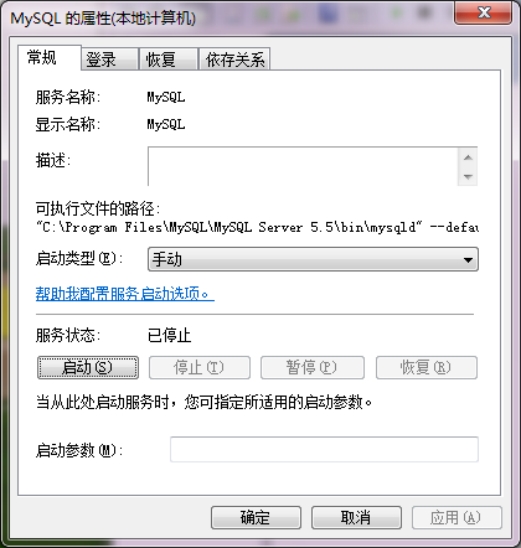 MySQL 的属性(本地计算机)
常规 登录 恢复 依存关系
服务名称: MySQL
显示名称: MySQL
描述:
可执行文件的路径:
"C:\Program Files\MySQL\MySQL Server 5.5\bin\mysqld" --defau
启动类型(E): 手动
帮助我配置服务启动选项。
服务状态: 已停止
启动(S) 停止(T) 暂停(P) 恢复(R)
当从此处启动服务时，您可指定所适用的启动参数。
启动参数(M):
确定 取消 应用(A)